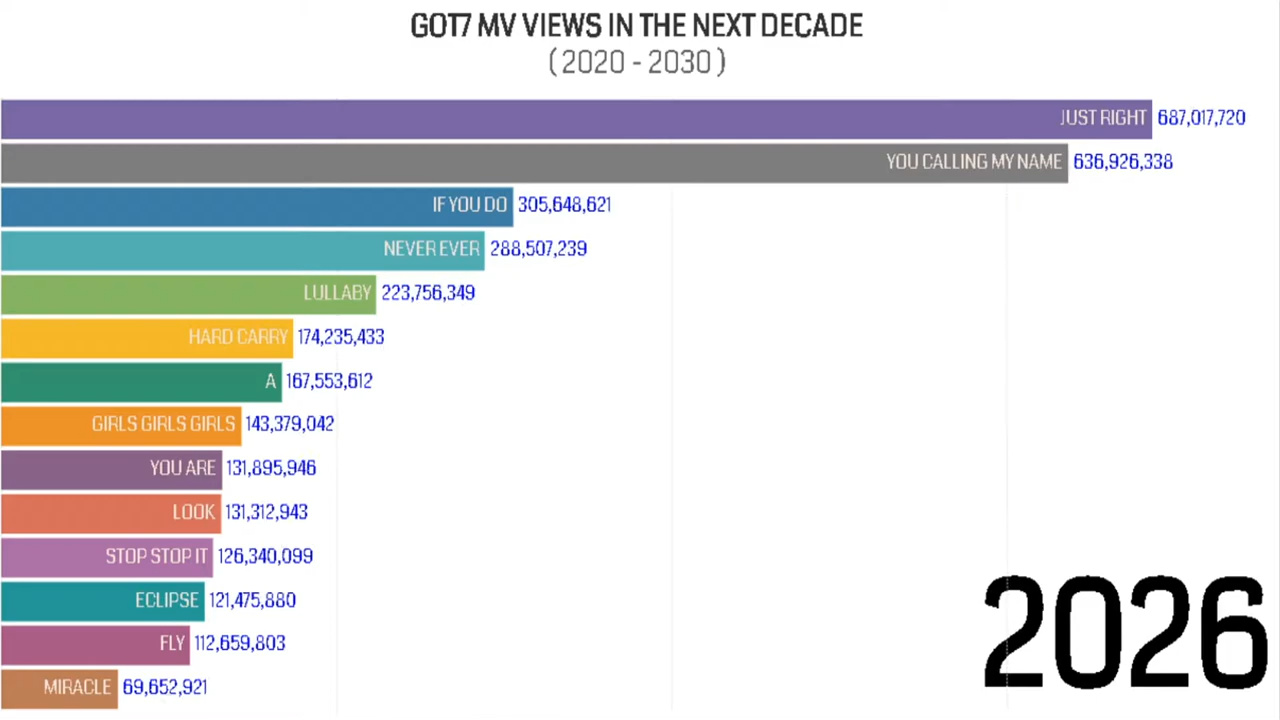 GOT7 MV VIEWS IN THE NEXT DECADE
( 2020 - 2030 )
JUST RIGHT 687,017,720
YOU CALLING MY NAME 636,926,338
IF YOU DO 305,648,621
NEVER EVER 288,507,239
LULLABY 223,756,349
HARD CARRY 174,235,433
A 167,553,612
GIRLS GIRLS GIRLS 143,379,042
YOU ARE 131,895,946
LOOK 131,312,943
STOP STOP IT 126,340,099
ECLIPSE 121,475,880
FLY 112,659,803
MIRACLE 69,652,921
2026